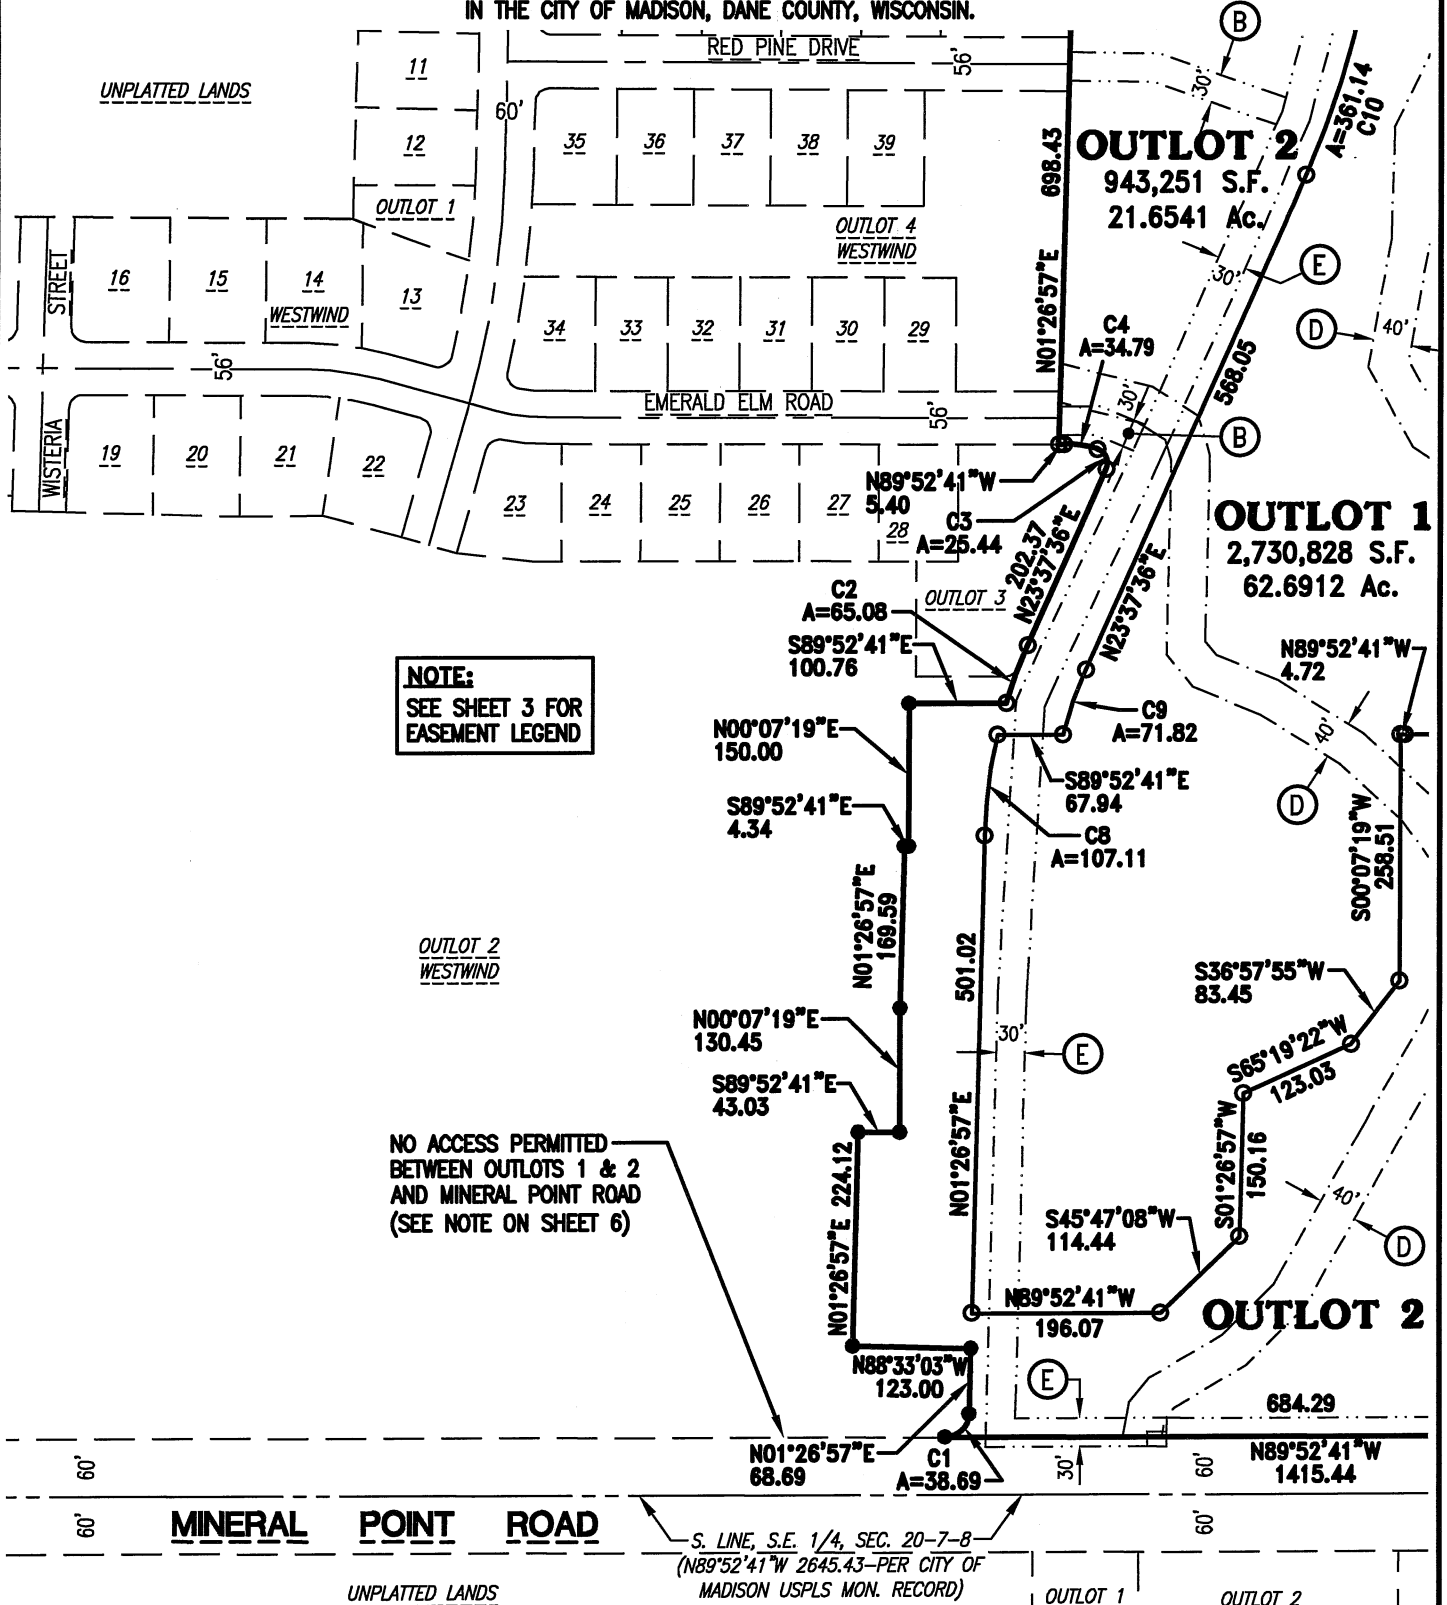 IN THE CITY OF MADISON, DANE COUNTY, WISCONSIN.
B
RED PINE DRIVE
56'
30'
A=361.14
C10
UNPLATTED LANDS
11
60'
12
35
36
37
38
39
698.43
OUTLOT 2
943,251 S.F.
21.6541 Ac.
OUTLOT 1
OUTLOT 4
WESTWIND
STREET
16
15
14
13
WESTWIND
N01°26'57"E
30'
E
D
40'
34
33
32
31
30
29
C4
A=34.79
56'
EMERALD ELM ROAD
56'
30'
568.05
B
WISTERIA
19
20
21
22
23
24
25
26
27
28
N89°52'41"W
5.40
C3
A=25.44
202.37
N23°37'36"E
N23°37'36"E
OUTLOT 1
2,730,828 S.F.
62.6912 Ac.
C2
A=65.08
OUTLOT 3
S89°52'41"E
100.76
N89°52'41"W
4.72
NOTE:
SEE SHEET 3 FOR
EASEMENT LEGEND
N00°07'19"E
150.00
C9
A=71.82
40'
S89°52'41"E
67.94
D
S89°52'41"E
4.34
C8
A=107.11
S00°07'19"W
258.51
N01°26'57"E
169.59
OUTLOT 2
WESTWIND
501.02
S36°57'55"W
83.45
N00°07'19"E
130.45
30'
E
S65°19'22"W
123.03
S89°52'41"E
43.03
NO ACCESS PERMITTED
BETWEEN OUTLOTS 1 & 2
AND MINERAL POINT ROAD
(SEE NOTE ON SHEET 6)
N01°26'57"E 224.12
N01°26'57"E
S01°26'57"W
150.16
40'
S45°47'08"W
114.44
D
N89°52'41"W
196.07
OUTLOT 2
N88°33'03"W
123.00
E
684.29
N01°26'57"E
68.69
C1
A=38.69
30'
60'
N89°52'41"W
1415.44
60'
60'
MINERAL POINT ROAD
60'
S. LINE, S.E. 1/4, SEC. 20-7-8
(N89°52'41"W 2645.43-PER CITY OF
MADISON USPLS MON. RECORD)
UNPLATTED LANDS
OUTLOT 1
OUTLOT 2